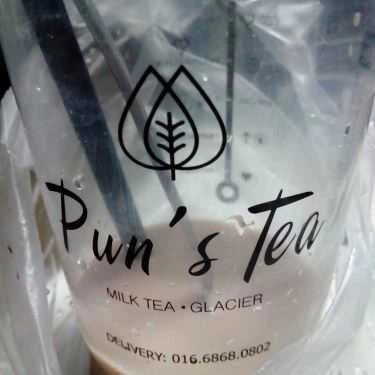 Pun's Tea
MILK TEA • GLACIER
DELIVERY: 016.6868.0802